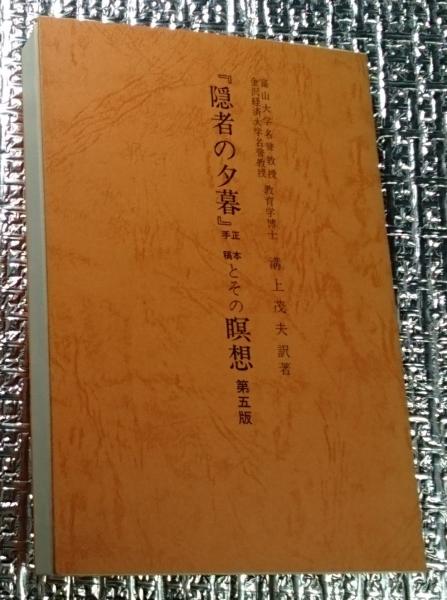 富山大学名誉教授
金沢経済大学名誉教授
教育学博士 溝上茂夫訳著
『隠者の夕暮』正本手稿とその瞑想 第五版